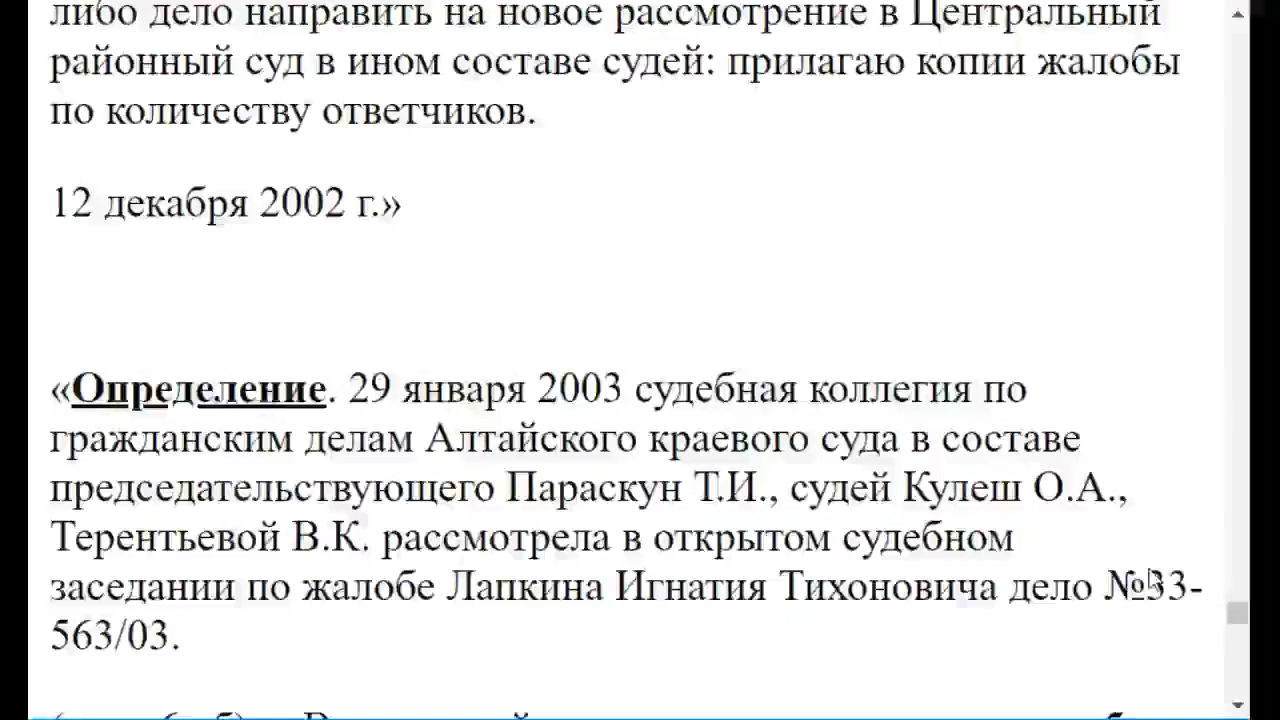 либо дело направить на новое рассмотрение в Центральный
районный суд в ином составе судей: прилагаю копии жалобы
по количеству ответчиков.
12 декабря 2002 г.»
«Определение. 29 января 2003 судебная коллегия по
гражданским делам Алтайского краевого суда в составе
председательствующего Параскун Т.И., судей Кулеш О.А.,
Терентьевой В.К. рассмотрела в открытом судебном
заседании по жалобе Лапкина Игнатия Тихоновича дело №33-
563/03.